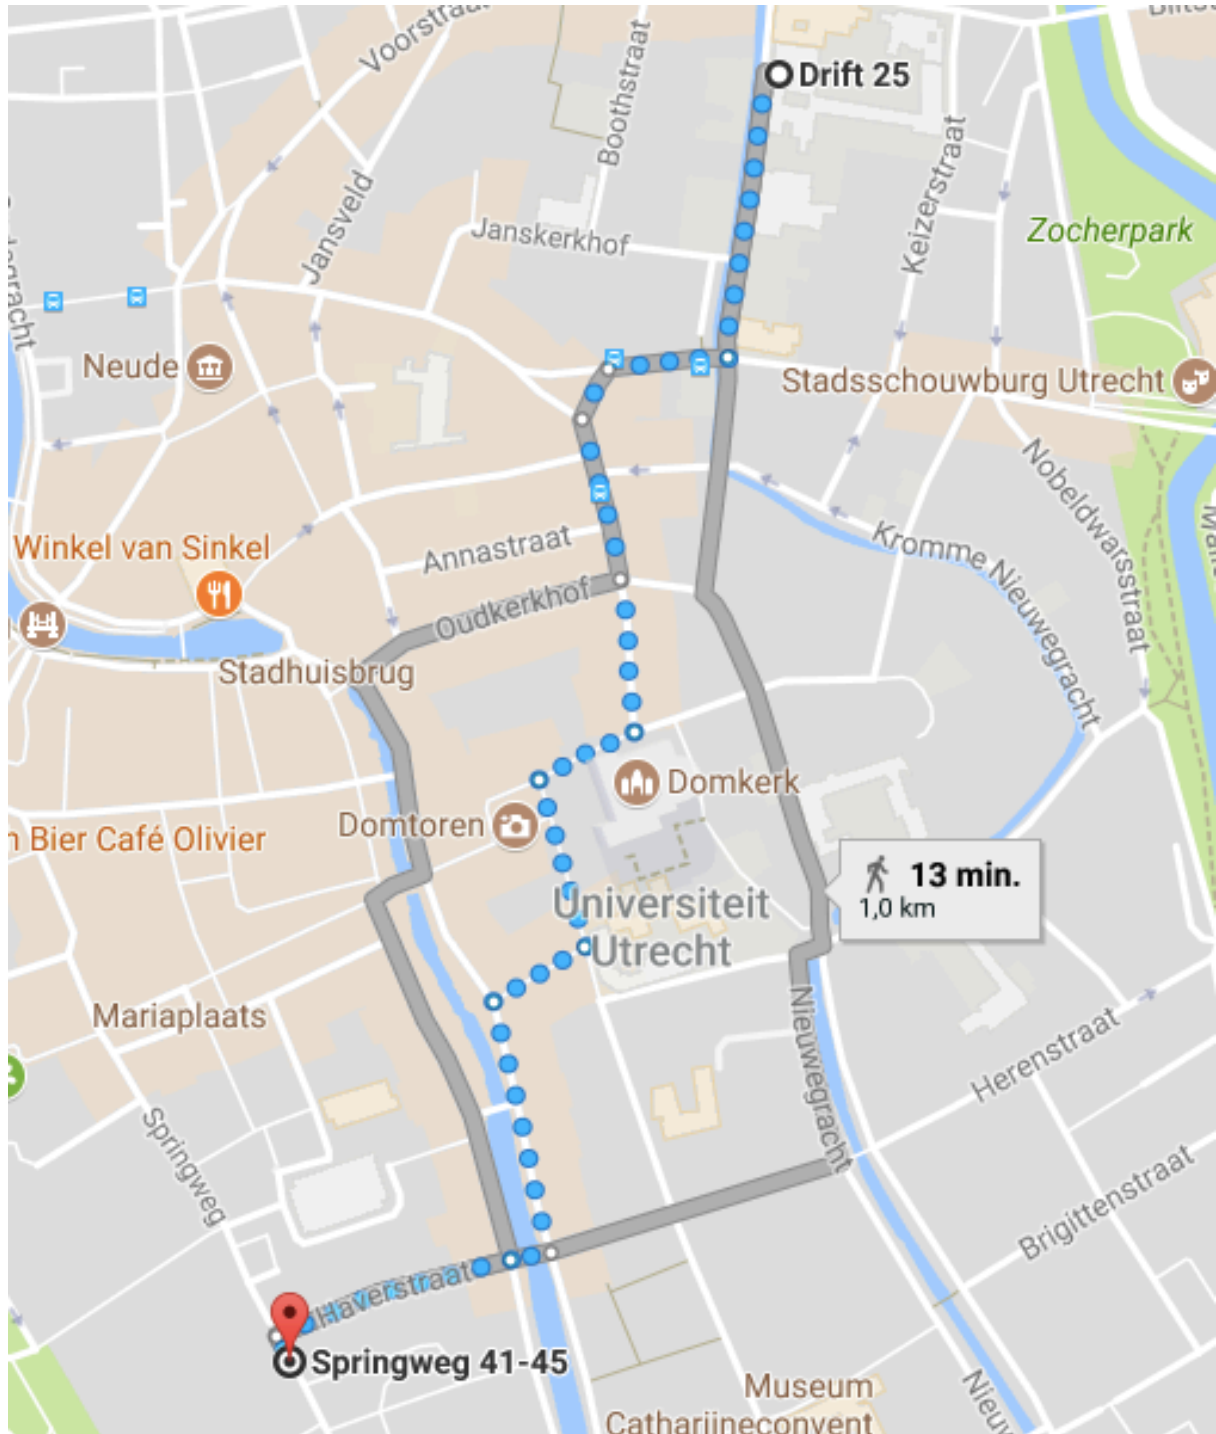 Voorstraat
Boothstraat
Drift 25
Keizerstraat
Jansveld
Janskerkhof
Zocherpark
Neude
Stadsschouwburg Utrecht
Nobeldwarsstraat
Winkel van Sinkel
Annastraat
Kromme Nieuwegracht
Oudkerkhof
Stadhuisbrug
Domkerk
Domtoren
n Bier Café Olivier
13 min.
1,0 km
Universiteit
Utrecht
Mariaplaats
Nieuwegracht
Herenstraat
Springweg
Brigittenstraat
Haverstraat
Springweg 41-45
Museum
Catharijneconvent
Nieuw